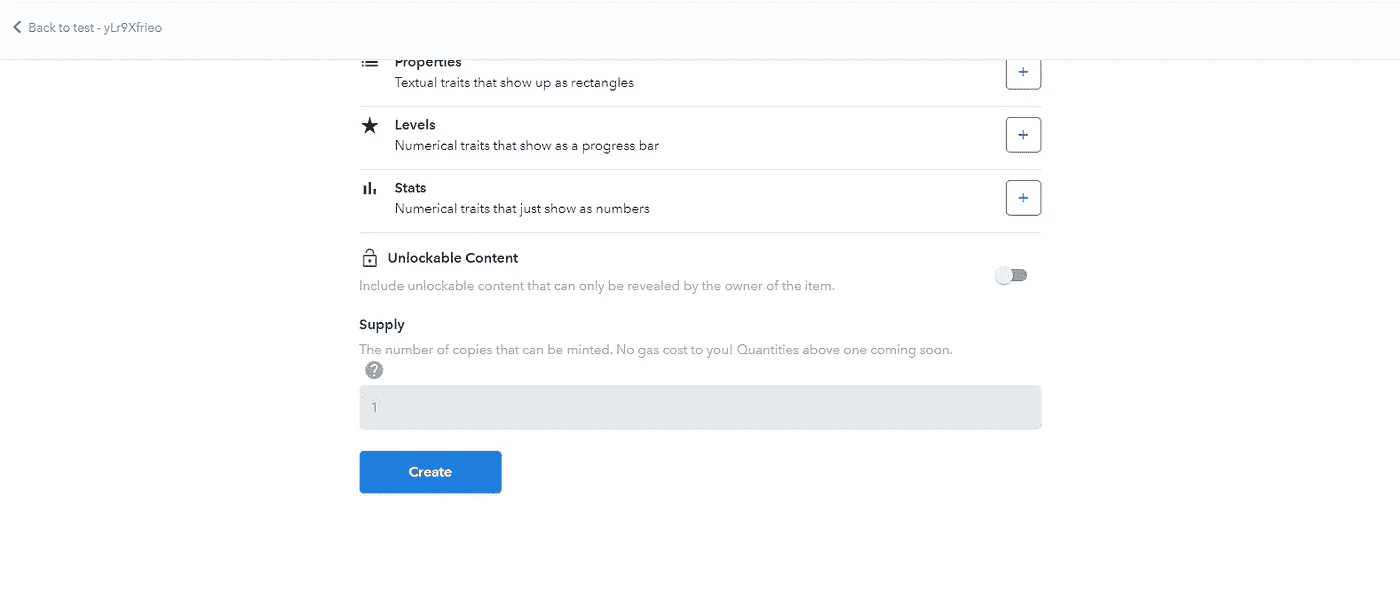 Back to test - yLr9Xfrieo
Properties
Textual traits that show up as rectangles
Levels
Numerical traits that show as a progress bar
Stats
Numerical traits that just show as numbers
Unlockable Content
Include unlockable content that can only be revealed by the owner of the item.
Supply
The number of copies that can be minted. No gas cost to you! Quantities above one coming soon.
?
1
Create